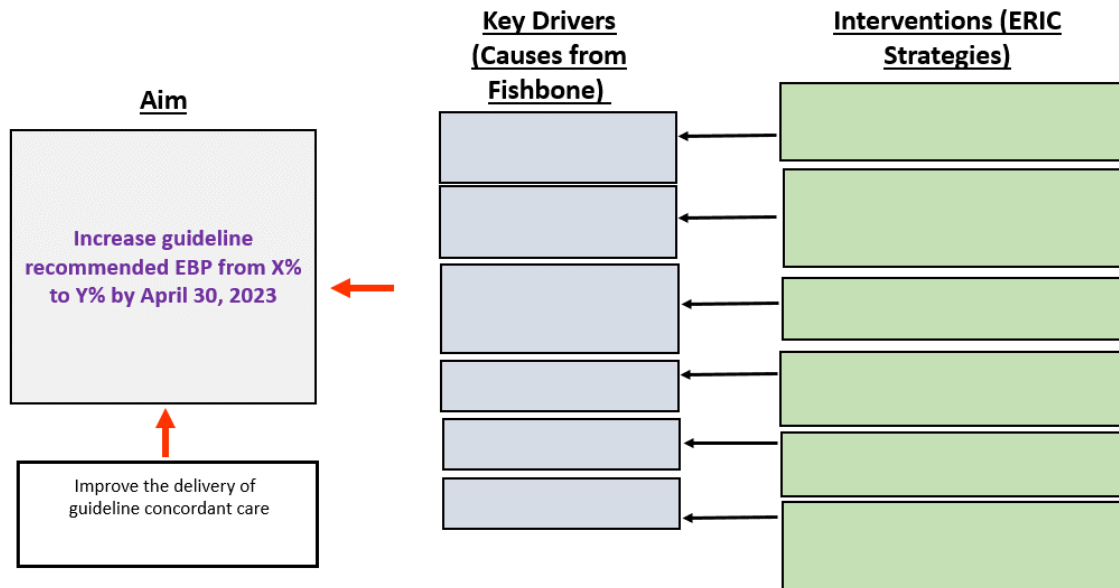 Aim
Increase guideline
recommended EBP from X%
to Y% by April 30, 2023
Improve the delivery of
guideline concordant care
Key Drivers
(Causes from
Fishbone)
Interventions (ERIC
Strategies)